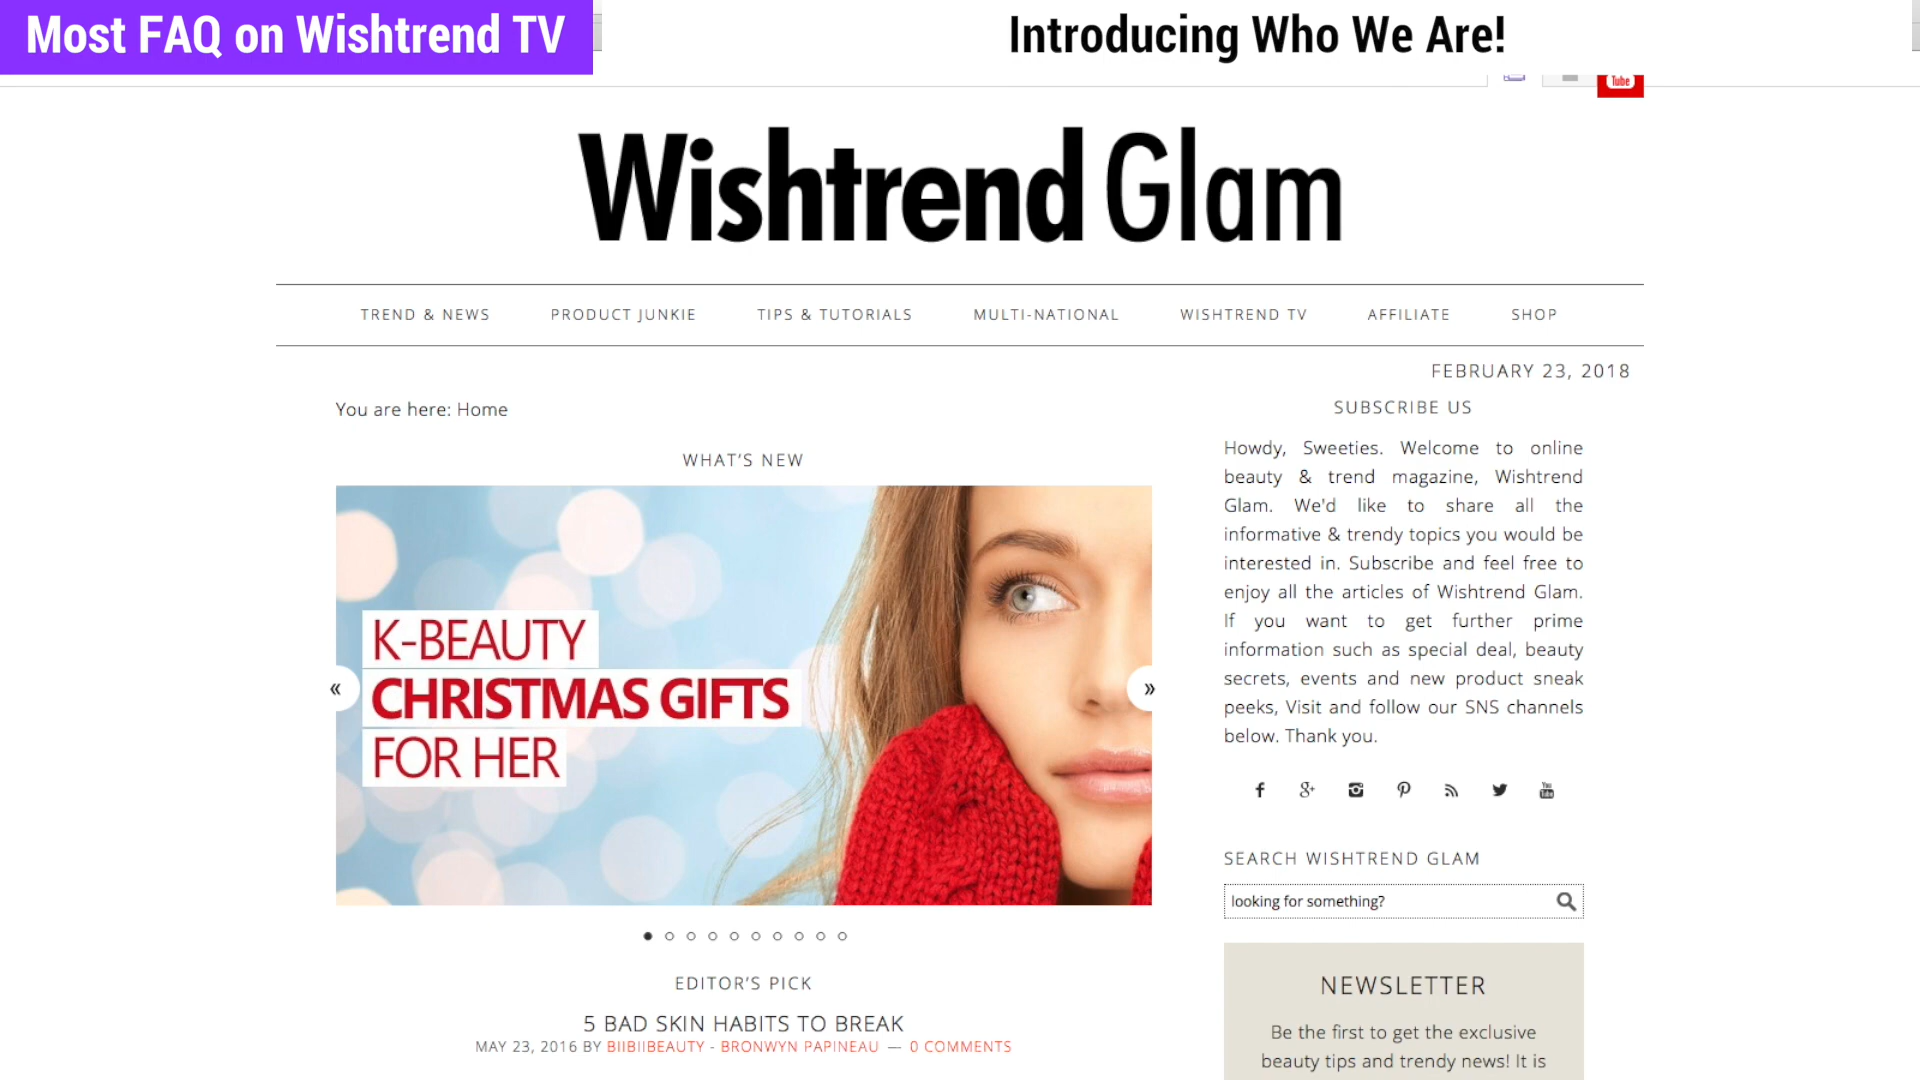 Most FAQ on Wishtrend TV
Introducing Who We Are!
Tube
Wishtrend Glam
TREND & NEWS
PRODUCT JUNKIE
TIPS & TUTORIALS
MULTI-NATIONAL
WISHTREND TV
AFFILIATE
SHOP
FEBRUARY 23, 2018
You are here: Home
WHAT'S NEW
K-BEAUTY
CHRISTMAS GIFTS
FOR HER
«
»
EDITOR'S PICK
5 BAD SKIN HABITS TO BREAK
MAY 23, 2016 BY BIIBIIBEAUTY - BRONWYN PAPINEAU — 0 COMMENTS
SUBSCRIBE US
Howdy, Sweeties. Welcome to online
beauty & trend magazine, Wishtrend
Glam. We'd like to share all the
informative & trendy topics you would be
interested in. Subscribe and feel free to
enjoy all the articles of Wishtrend Glam.
If you want to get further prime
information such as special deal, beauty
secrets, events and new product sneak
peeks, Visit and follow our SNS channels
below. Thank you.
SEARCH WISHTREND GLAM
looking for something?
NEWSLETTER
Be the first to get the exclusive
beauty tips and trendy news! It is